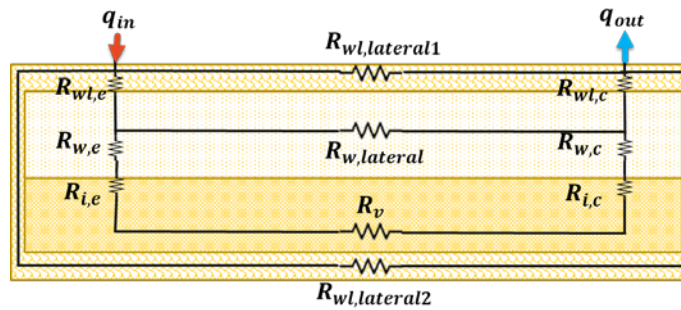 q_in q_out
R_wl,lateral1
R_wl,e R_wl,c
R_w,e R_w,lateral R_w,c
R_i,e R_v R_i,c
R_wl,lateral2